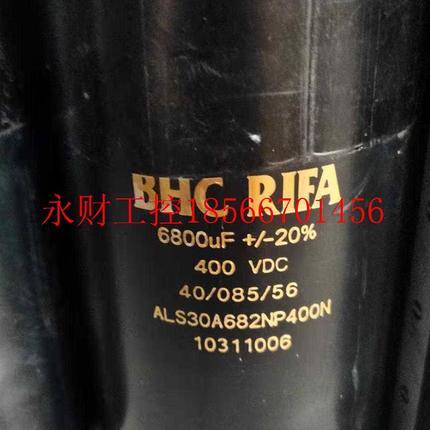 BHC RIFA
永财工控18566701456
6800uF +/-20%
400 VDC
40/085/56
ALS30A682NP400N
10311006